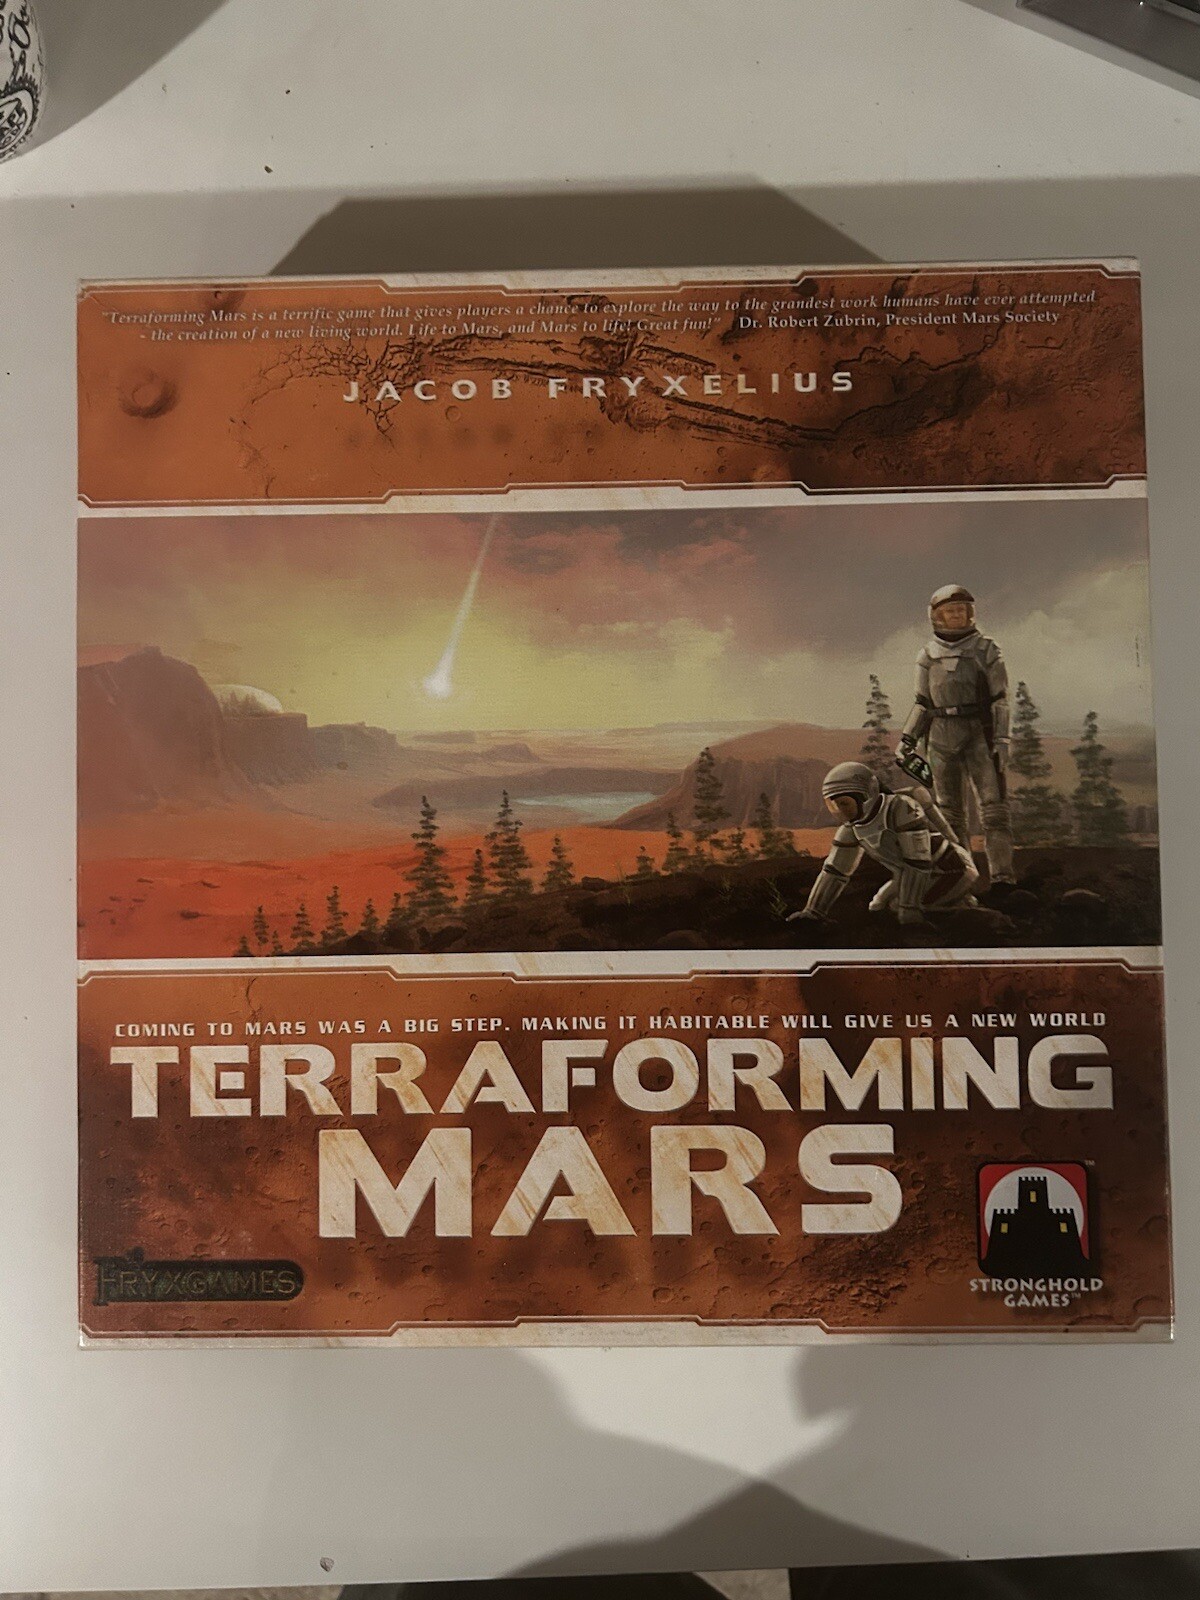 "Terraforming Mars is a terrific game that gives players a chance to explore the way to the grandest work humans have ever attempted
- the creation of a new living world. Life to Mars, and Mars to life! Great fun!" Dr. Robert Zubrin, President Mars Society
JACOB FRYXELIUS
COMING TO MARS WAS A BIG STEP. MAKING IT HABITABLE WILL GIVE US A NEW WORLD
TERRAFORMING
MARS
FRYXGAMES
STRONGHOLD
GAMES™